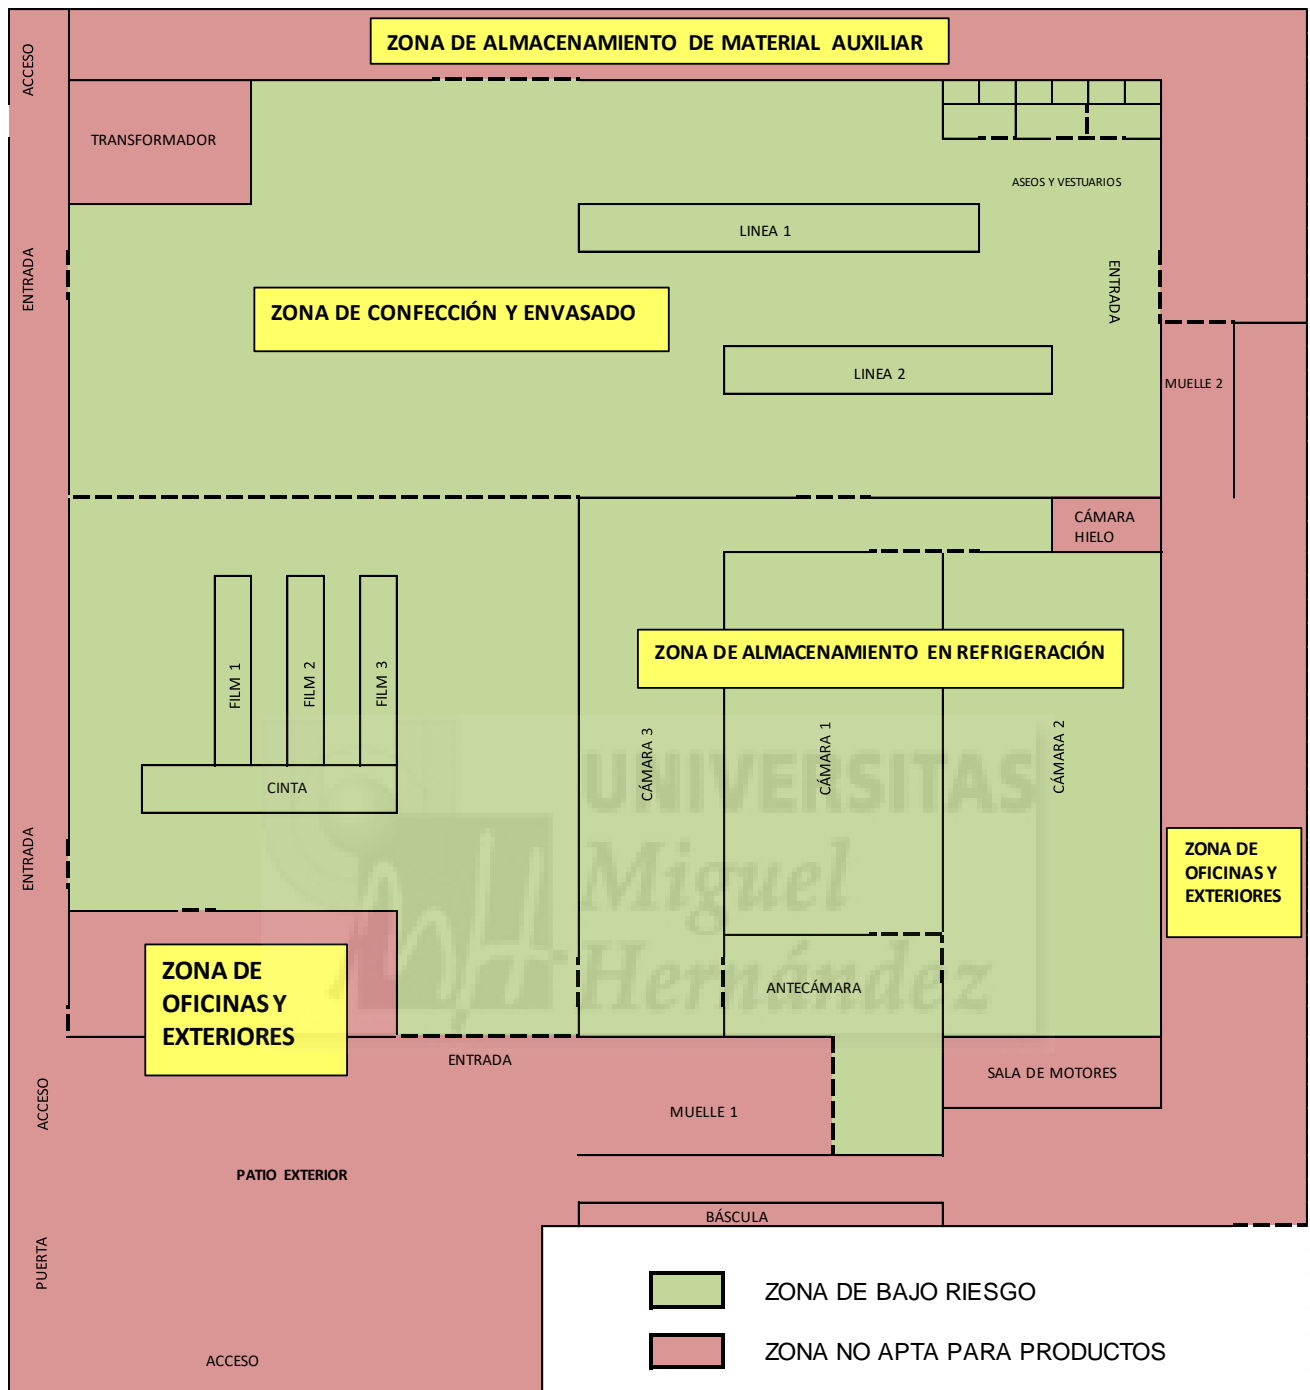 ZONA DE ALMACENAMIENTO DE MATERIAL AUXILIAR
ACCESO
TRANSFORMADOR
ASEOS Y VESTUARIOS
LINEA 1
ENTRADA
ENTRADA
ZONA DE CONFECCIÓN Y ENVASADO
LINEA 2
MUELLE 2
CÁMARA
HIELO
FILM 1
FILM 2
FILM 3
ZONA DE ALMACENAMIENTO EN REFRIGERACIÓN
CÁMARA 3
CÁMARA 1
CÁMARA 2
CINTA
UNIVERSITAS
Miguel
Hernández
ENTRADA
ZONA DE
OFICINAS Y
EXTERIORES
ZONA DE
OFICINAS Y
EXTERIORES
ANTECÁMARA
ENTRADA
SALA DE MOTORES
ACCESO
MUELLE 1
PATIO EXTERIOR
BÁSCULA
PUERTA
ZONA DE BAJO RIESGO
ZONA NO APTA PARA PRODUCTOS
ACCESO